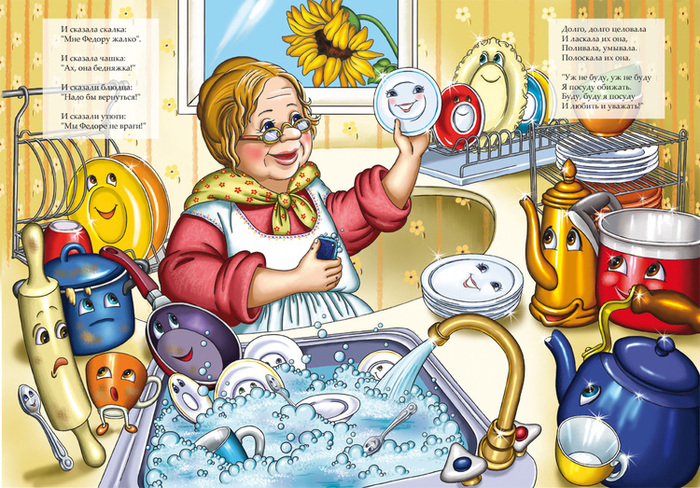 И сказала скалка:
"Мне Федору жалко".
И сказала чашка:
"Ах, она бедняжка!"
И сказали блюдца:
"Надо бы вернуться!"
И сказали утюги:
"Мы Федоре не враги!"
Долго, долго целовала
И ласкала их она,
Поливала, умывала.
Полоскала их она.
"Уж не буду, уж не буду
Я посуду обижать.
Буду, буду я посуду
И любить и уважать!"